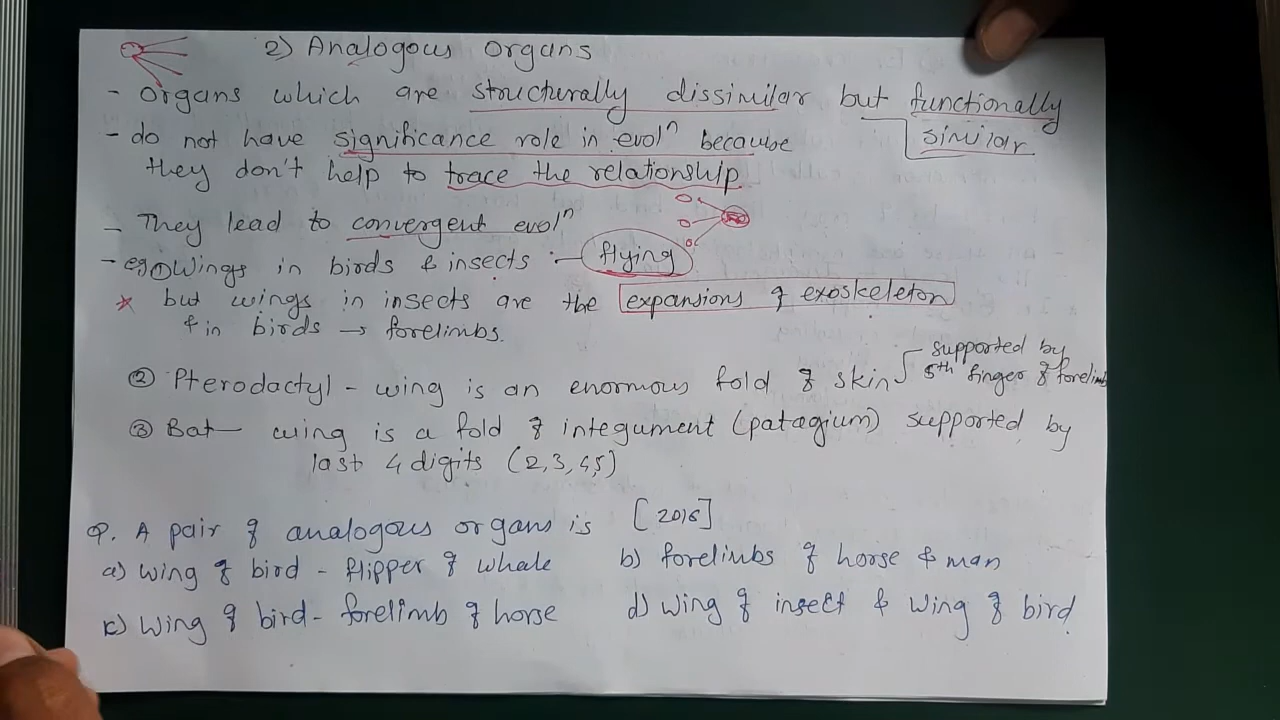 2) Analogous organs
- organs which are structurally dissimilar but functionally
similar
- do not have significance role in evolⁿ because
they don't help to trace the relationship
- They lead to convergent evolⁿ
- eg ① Wings in birds & insects :- flying
* but wings in insects are the expansions of exoskeleton
& in birds → forelimbs.
② Pterodactyl - wing is an enormous fold of skin
supported by
5th finger of forelimb
③ Bat - wing is a fold of integument (patagium) supported by
last 4 digits (2,3,4,5)
Q. A pair of analogous organs is [2016]
a) wing of bird - flipper of whale b) forelimbs of horse & man
c) Wing of bird - forelimb of horse d) Wing of insect & Wing of bird